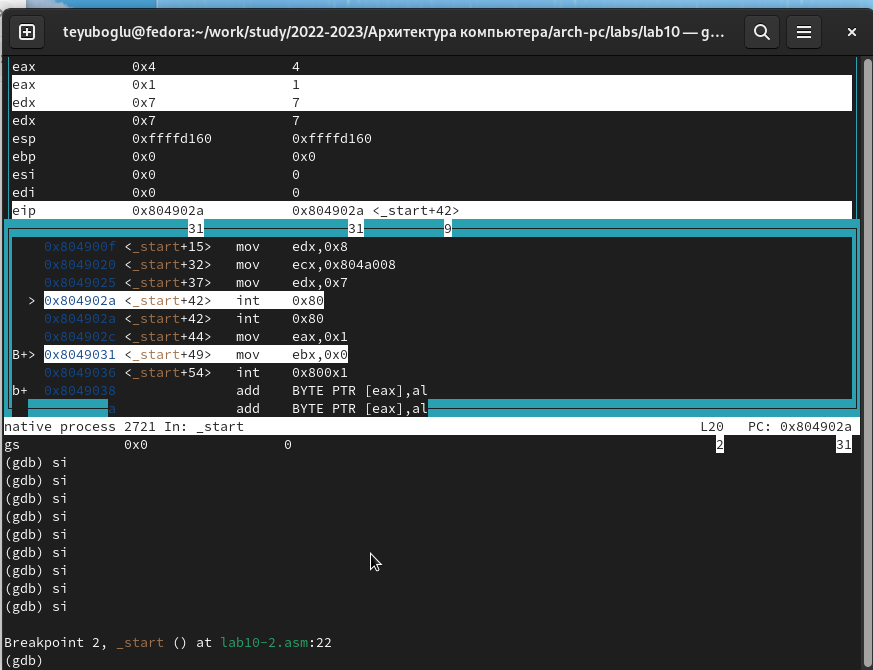 teyuboglu@fedora:~/work/study/2022-2023/Архитектура компьютера/arch-pc/labs/lab10 — g...
eax 0x4 4
eax 0x1 1
edx 0x7 7
edx 0x7 7
esp 0xffffd160 0xffffd160
ebp 0x0 0x0
esi 0x0 0
edi 0x0 0
eip 0x804902a 0x804902a <_start+42>
31 31 9
0x804900f <_start+15> mov edx,0x8
0x8049020 <_start+32> mov ecx,0x804a008
0x8049025 <_start+37> mov edx,0x7
> 0x804902a <_start+42> int 0x80
0x804902a <_start+42> int 0x80
0x804902c <_start+44> mov eax,0x1
B+> 0x8049031 <_start+49> mov ebx,0x0
0x8049036 <_start+54> int 0x800x1
b+ 0x8049038 add BYTE PTR [eax],al
a add BYTE PTR [eax],al
native process 2721 In: _start L20 PC: 0x804902a
gs 0x0 0 2 31
(gdb) si
(gdb) si
(gdb) si
(gdb) si
(gdb) si
(gdb) si
(gdb) si
(gdb) si
(gdb) si
Breakpoint 2, _start () at lab10-2.asm:22
(gdb)